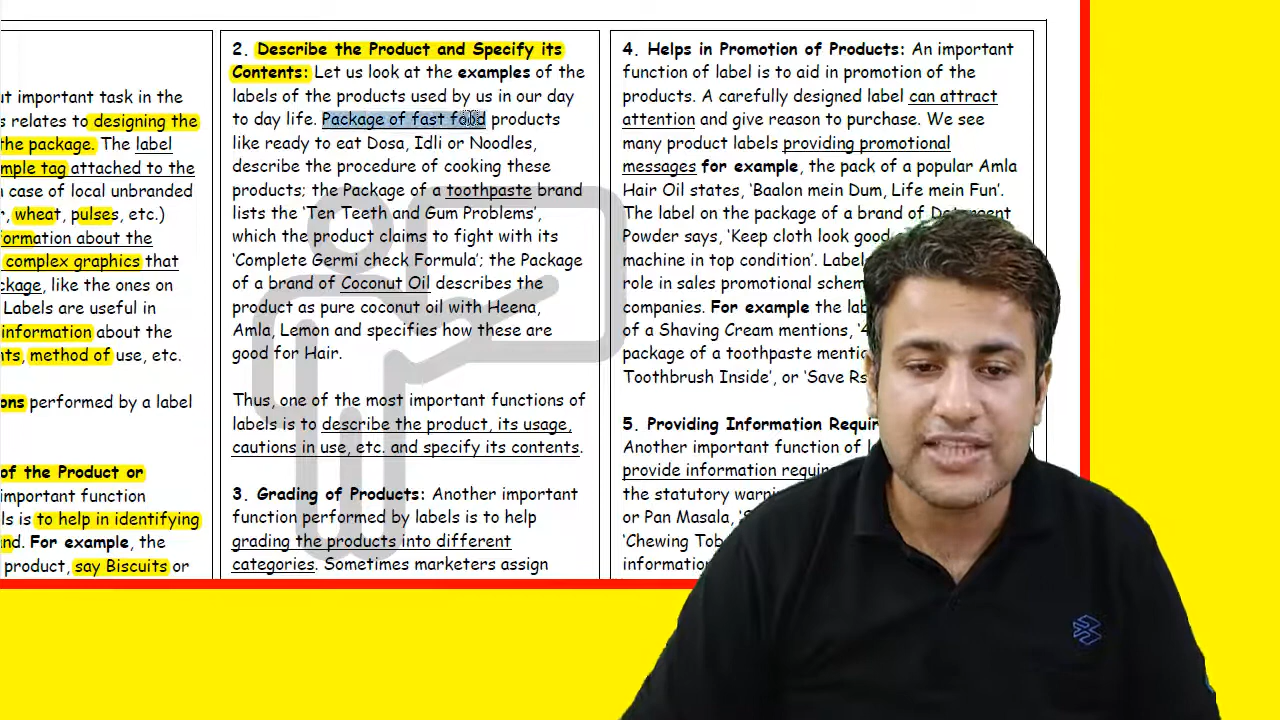 ut important task in the
s relates to designing the
the package. The label
mple tag attached to the
n case of local unbranded
r, wheat, pulses, etc.)
ormation about the
complex graphics that
ckage, like the ones on
Labels are useful in
information about the
nts, method of use, etc.
ons performed by a label
of the Product or
important function
ls is to help in identifying
nd. For example, the
product, say Biscuits or
2. Describe the Product and Specify its
Contents: Let us look at the examples of the
labels of the products used by us in our day
to day life. Package of fast food products
like ready to eat Dosa, Idli or Noodles,
describe the procedure of cooking these
products; the Package of a toothpaste brand
lists the ‘Ten Teeth and Gum Problems’,
which the product claims to fight with its
‘Complete Germi check Formula’; the Package
of a brand of Coconut Oil describes the
product as pure coconut oil with Heena,
Amla, Lemon and specifies how these are
good for Hair.
Thus, one of the most important functions of
labels is to describe the product, its usage,
cautions in use, etc. and specify its contents.
3. Grading of Products: Another important
function performed by labels is to help
grading the products into different
categories. Sometimes marketers assign
4. Helps in Promotion of Products: An important
function of label is to aid in promotion of the
products. A carefully designed label can attract
attention and give reason to purchase. We see
many product labels providing promotional
messages for example, the pack of a popular Amla
Hair Oil states, ‘Baalon mein Dum, Life mein Fun’.
The label on the package of a brand of Detergent
Powder says, ‘Keep cloth look good
machine in top condition’. Label
role in sales promotional schem
companies. For example the lab
of a Shaving Cream mentions, ‘4
package of a toothpaste mentio
Toothbrush Inside’, or ‘Save Rs
5. Providing Information Requir
Another important function of l
provide information requir
the statutory warni
or Pan Masala, ‘S
‘Chewing Tob
information